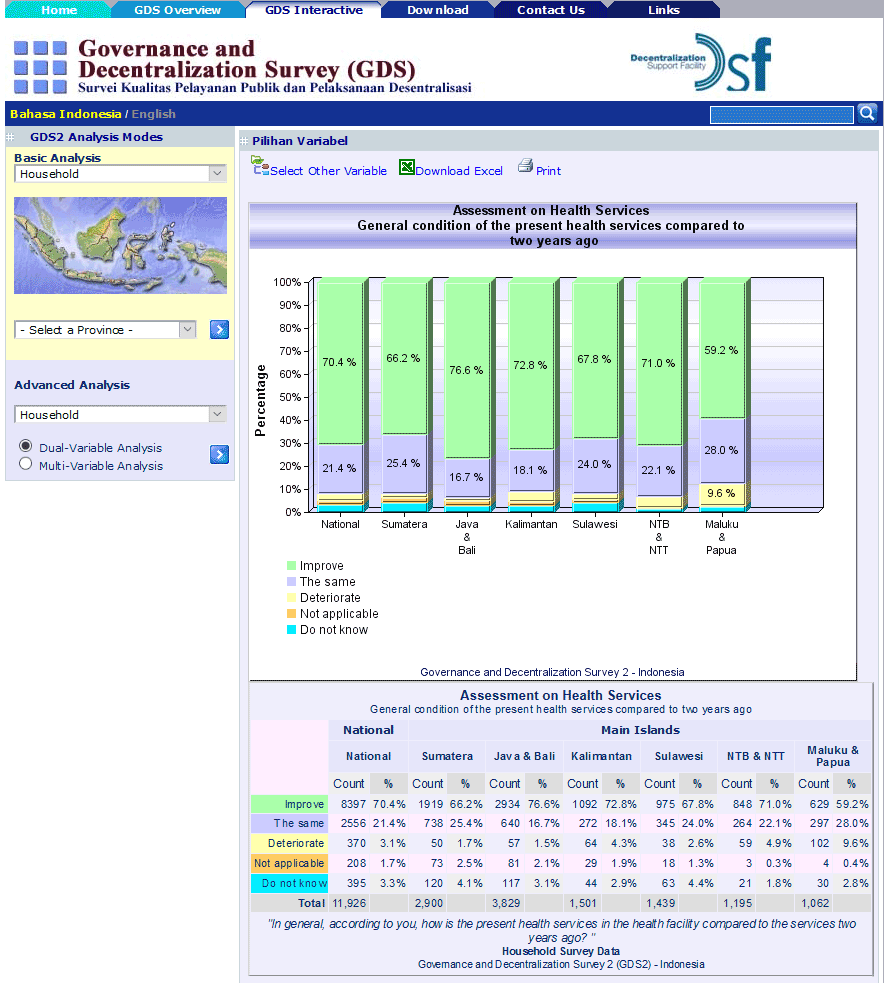 Home GDS Overview GDS Interactive Download Contact Us Links
Governance and
Decentralization Survey (GDS)
Survei Kualitas Pelayanan Publik dan Pelaksanaan Desentralisasi
Decentralization
Support Facility
Dsf
Bahasa Indonesia / English
GDS2 Analysis Modes
Basic Analysis
Household
- Select a Province -
Advanced Analysis
Household
Dual-Variable Analysis
Multi-Variable Analysis
Pilihan Variabel
Select Other Variable Download Excel Print
Assessment on Health Services
General condition of the present health services compared to
two years ago
Percentage
100%
90%
80%
70%
60%
50%
40%
30%
20%
10%
0%
70.4 % 66.2 % 76.6 % 72.8 % 67.8 % 71.0 % 59.2 %
21.4 % 25.4 % 16.7 % 18.1 % 24.0 % 22.1 % 28.0 %
9.6 %
National Sumatera Java & Bali Kalimantan Sulawesi NTB & NTT Maluku & Papua
Improve
The same
Deteriorate
Not applicable
Do not know
Governance and Decentralization Survey 2 - Indonesia
Assessment on Health Services
General condition of the present health services compared to two years ago
National Main Islands
National Sumatera Java & Bali Kalimantan Sulawesi NTB & NTT Maluku & Papua
Count % Count % Count % Count % Count % Count % Count %
Improve 8397 70.4% 1919 66.2% 2934 76.6% 1092 72.8% 975 67.8% 848 71.0% 629 59.2%
The same 2556 21.4% 738 25.4% 640 16.7% 272 18.1% 345 24.0% 264 22.1% 297 28.0%
Deteriorate 370 3.1% 50 1.7% 57 1.5% 64 4.3% 38 2.6% 59 4.9% 102 9.6%
Not applicable 208 1.7% 73 2.5% 81 2.1% 29 1.9% 18 1.3% 3 0.3% 4 0.4%
Do not know 395 3.3% 120 4.1% 117 3.1% 44 2.9% 63 4.4% 21 1.8% 30 2.8%
Total 11,926 2,900 3,829 1,501 1,439 1,195 1,062
"In general, according to you, how is the present health services in the health facility compared to the services two
years ago? "
Household Survey Data
Governance and Decentralization Survey 2 (GDS2) - Indonesia